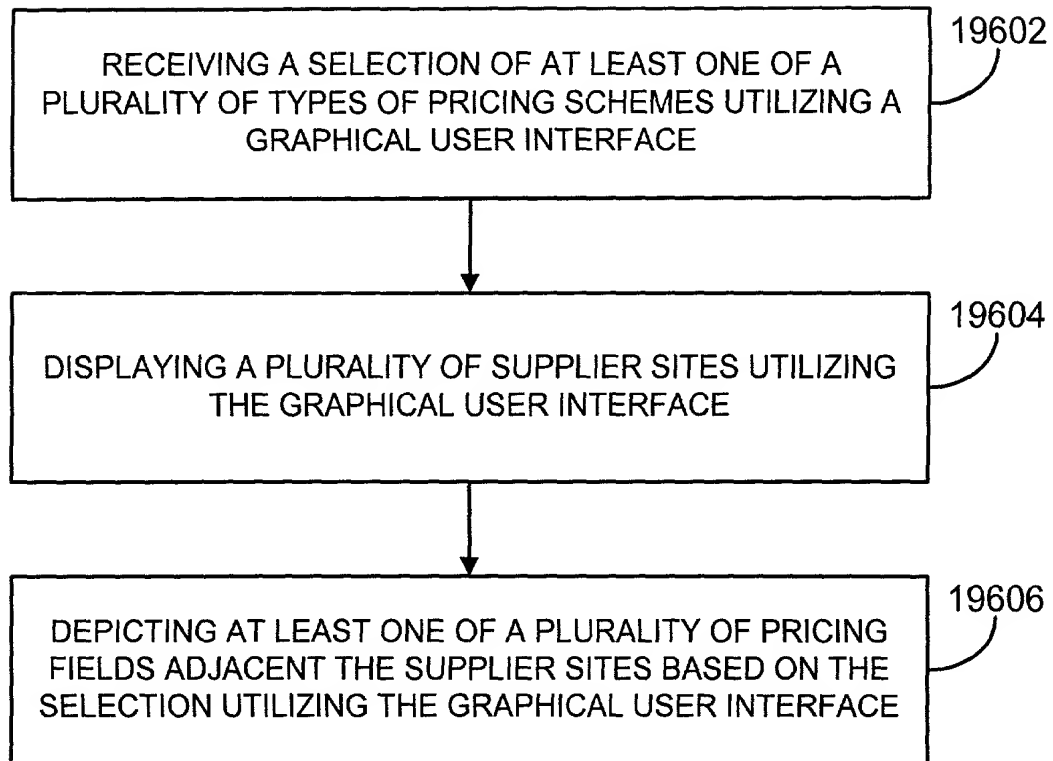 19602
RECEIVING A SELECTION OF AT LEAST ONE OF A
PLURALITY OF TYPES OF PRICING SCHEMES UTILIZING A
GRAPHICAL USER INTERFACE
19604
DISPLAYING A PLURALITY OF SUPPLIER SITES UTILIZING
THE GRAPHICAL USER INTERFACE
19606
DEPICTING AT LEAST ONE OF A PLURALITY OF PRICING
FIELDS ADJACENT THE SUPPLIER SITES BASED ON THE
SELECTION UTILIZING THE GRAPHICAL USER INTERFACE